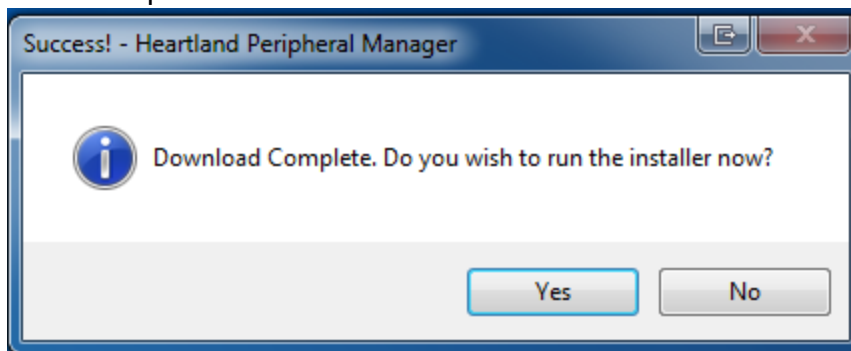 Success! - Heartland Peripheral Manager
Download Complete. Do you wish to run the installer now?
Yes
No